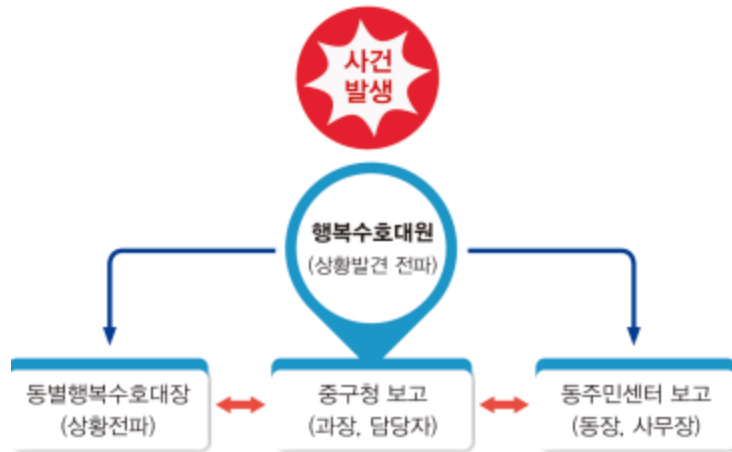 사건
발생
행복수호대원
(상황발견 전파)
동별행복수호대장
(상황전파)
중구청 보고
(과장, 담당자)
동주민센터 보고
(동장, 사무장)